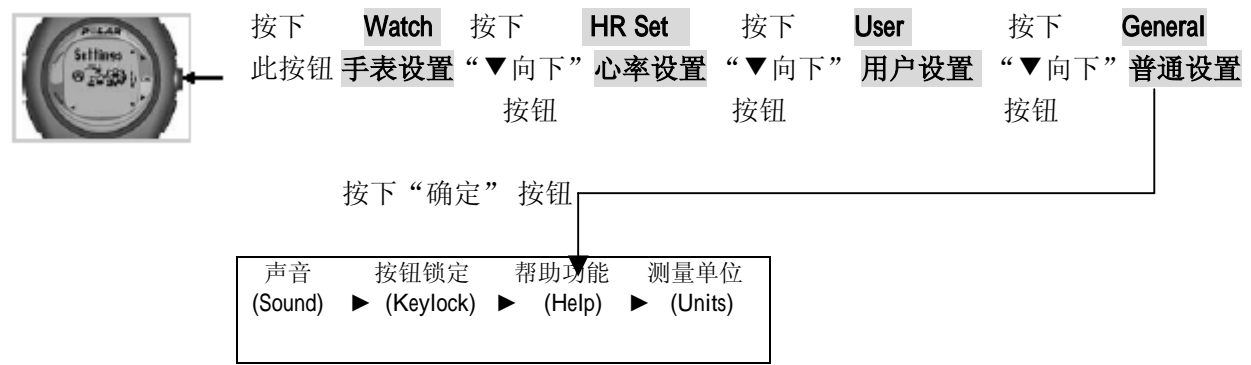 POLAR
Settings
按下 Watch 按下 HR Set 按下 User 按下 General
此按钮 手表设置 “▼向下” 心率设置 “▼向下” 用户设置 “▼向下” 普通设置
按钮 按钮 按钮
按下“确定” 按钮
声音 按钮锁定 帮助功能 测量单位
(Sound) ► (Keylock) ► (Help) ► (Units)